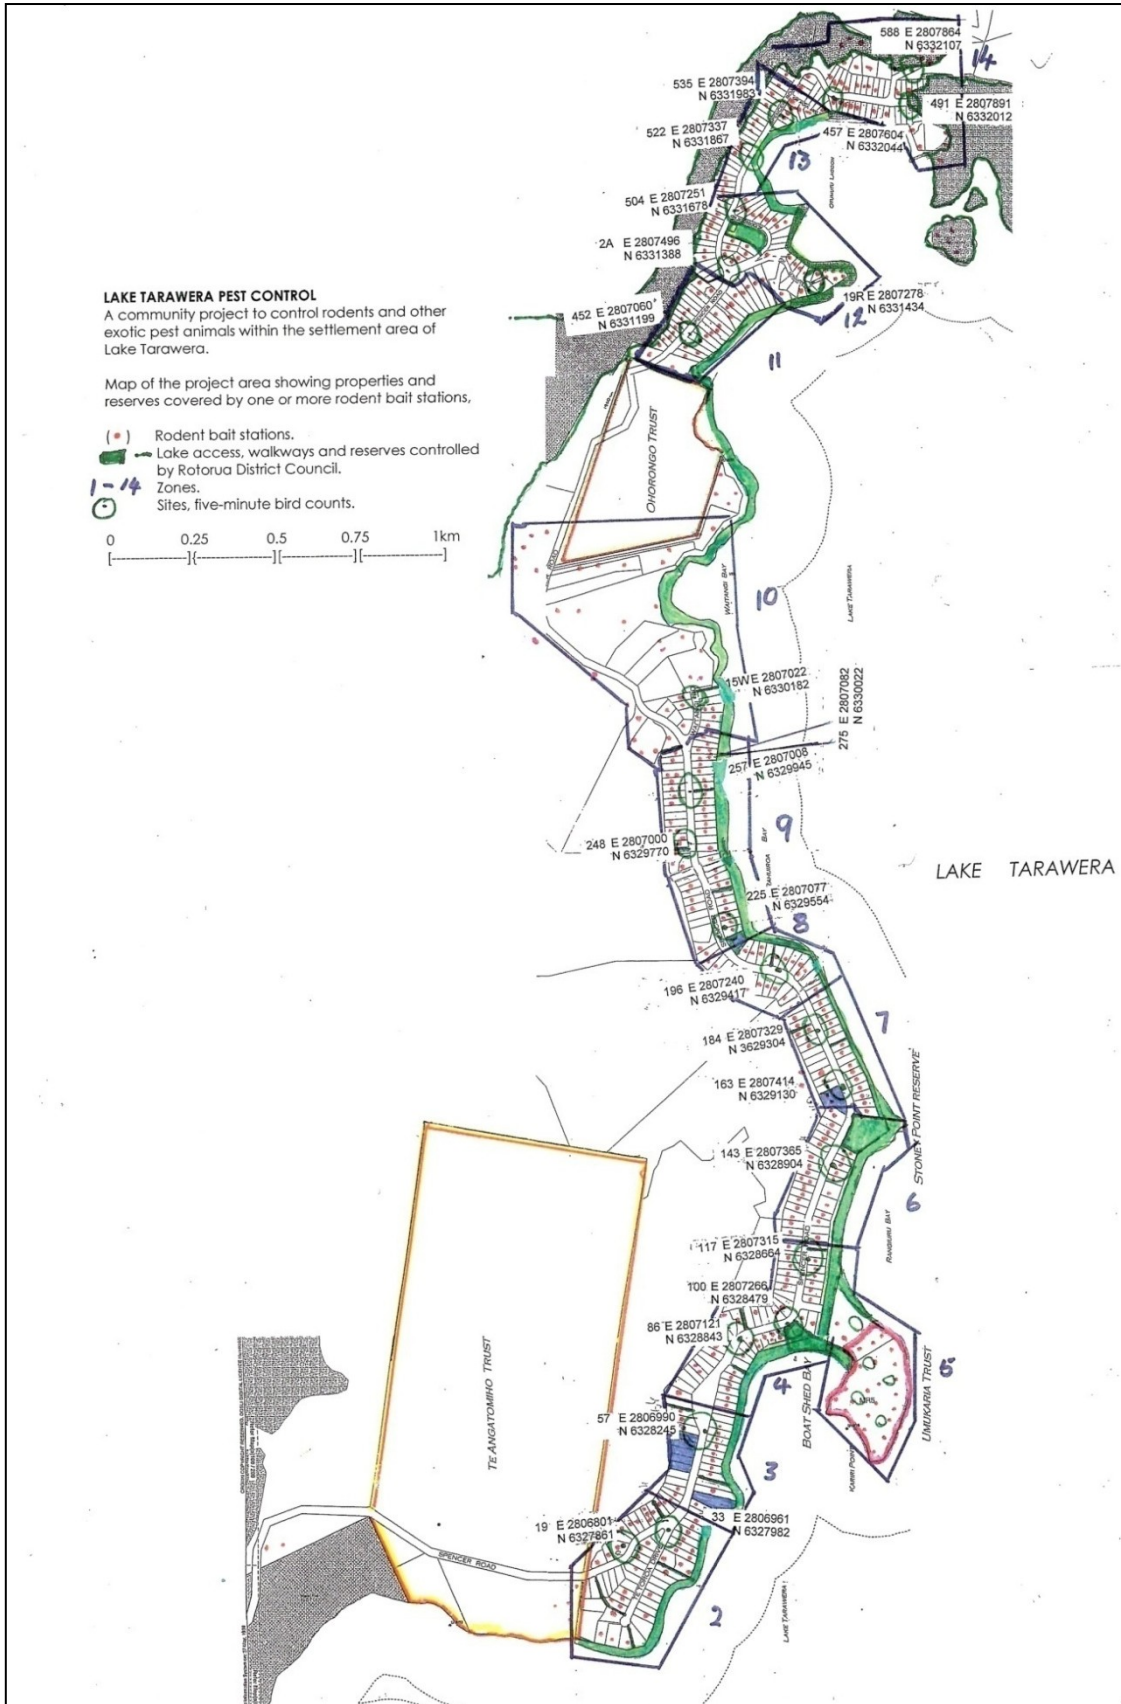 588 E 2807864
N 6332107
14
535 E 2807394
N 6331983
491 E 2807891
N 6332012
522 E 2807337
N 6331867
457 E 2807604
N 6332044
13
504 E 2807251
N 6331678
2A E 2807496
N 6331388
LAKE TARAWERA PEST CONTROL
A community project to control rodents and other
exotic pest animals within the settlement area of
Lake Tarawera.
Map of the project area showing properties and
reserves covered by one or more rodent bait stations,
( • ) Rodent bait stations.
Lake access, walkways and reserves controlled
by Rotorua District Council.
1 - 14 Zones.
Sites, five-minute bird counts.
0 0.25 0.5 0.75 1km
452 E 2807060
N 6331199
19R E 2807278
N 6331434
12
11
OHORONGO TRUST
WAITANGI BAY
10
LAKE TARAWERA
15W E 2807022
N 6330182
275 E 2807082
N 6330022
257 E 2807008
N 6329945
9
248 E 2807000
N 6329770
BAY
LAKE TARAWERA
225 E 2807077
N 6329554
8
196 E 2807240
N 6329417
7
184 E 2807329
N 3629304
163 E 2807414
N 6329130
STONEY POINT RESERVE
143 E 2807365
N 6328904
6
RANGIURU BAY
117 E 2807315
N 6328664
SPENCER ROAD
100 E 2807266
N 6328479
86 E 2807121
N 6328843
5
UMUKARIA TRUST
4
BOAT SHED BAY
KARIRI POINT
TE ANGATOMIHO TRUST
57 E 2806990
N 6328245
3
33 E 2806961
N 6327982
19 E 2806801
N 6327861
SPENCER ROAD
2
LAKE TARAWERA